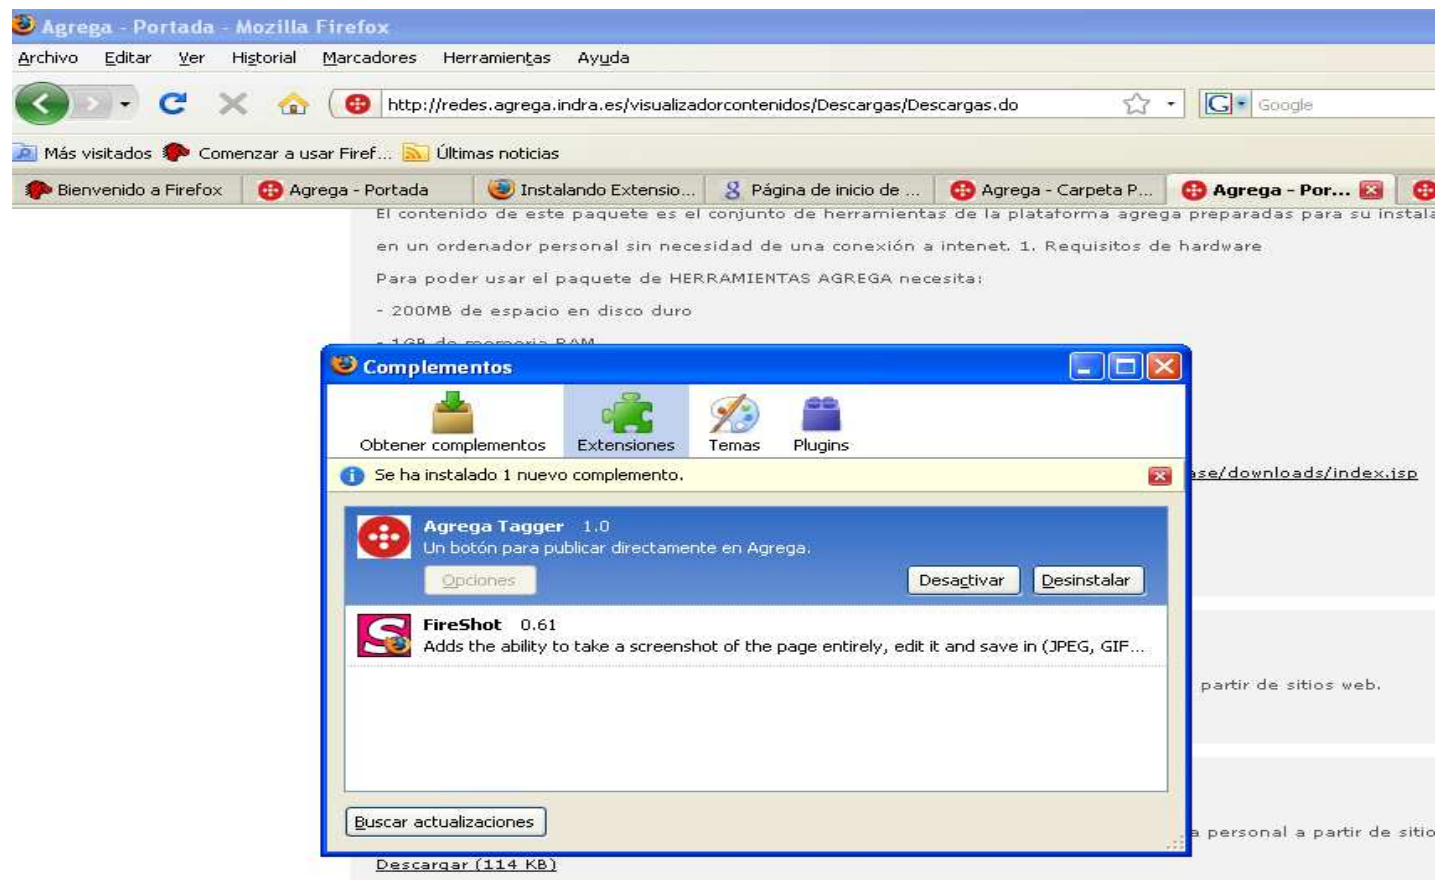 Agrega - Portada - Mozilla Firefox
Archivo Editar Ver Historial Marcadores Herramientas Ayuda
http://redes.agrega.indra.es/visualizadorcontenidos/Descargas/Descargas.do Google
Más visitados Comenzar a usar Firef... Últimas noticias
Bienvenido a Firefox Agrega - Portada Instalando Extensio... Página de inicio de ... Agrega - Carpeta P... Agrega - Por...
El contenido de este paquete es el conjunto de herramientas de la plataforma agrega preparadas para su instala
en un ordenador personal sin necesidad de una conexión a intenet. 1. Requisitos de hardware
Para poder usar el paquete de HERRAMIENTAS AGREGA necesita:
- 200MB de espacio en disco duro
- 1GB de memoria RAM
Complementos
Obtener complementos Extensiones Temas Plugins
Se ha instalado 1 nuevo complemento.
ase/downloads/index.jsp
Agrega Tagger 1.0
Un botón para publicar directamente en Agrega.
Opciones Desactivar Desinstalar
FireShot 0.61
Adds the ability to take a screenshot of the page entirely, edit it and save in (JPEG, GIF...
partir de sitios web.
Buscar actualizaciones
a personal a partir de sitio
Descargar (114 KB)